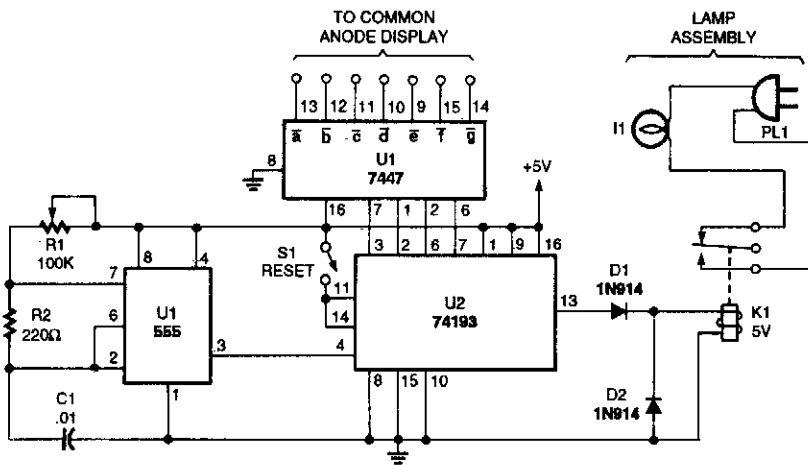 TO COMMON
ANODE DISPLAY
LAMP
ASSEMBLY
13 12 11 10 9 15 14
a b c d e f g
U1
7447
8
16 7 1 2 6
+5V
I1
PL1
R1
100K
8 4
S1
RESET
3 2 6 7 1 9 16
7
R2
220Ω
6
2
U1
555
3
1
11
14
4
U2
74193
13
8 15 10
D1
1N914
K1
5V
D2
1N914
C1
.01